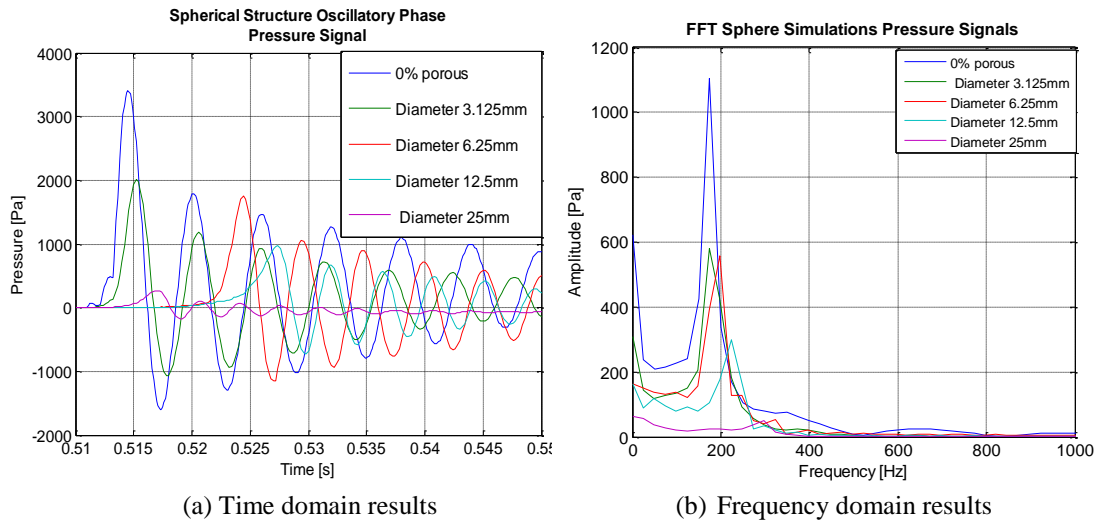 Spherical Structure Oscillatory Phase
Pressure Signal
4000
3000
2000
1000
0
-1000
-2000
Pressure [Pa]
0% porous
Diameter 3.125mm
Diameter 6.25mm
Diameter 12.5mm
Diameter 25mm
0.51 0.515 0.52 0.525 0.53 0.535 0.54 0.545 0.55
Time [s]
(a) Time domain results
FFT Sphere Simulations Pressure Signals
1200
1000
800
600
400
200
0
Amplitude [Pa]
0% porous
Diameter 3.125mm
Diameter 6.25mm
Diameter 12.5mm
Diameter 25mm
0 200 400 600 800 1000
Frequency [Hz]
(b) Frequency domain results